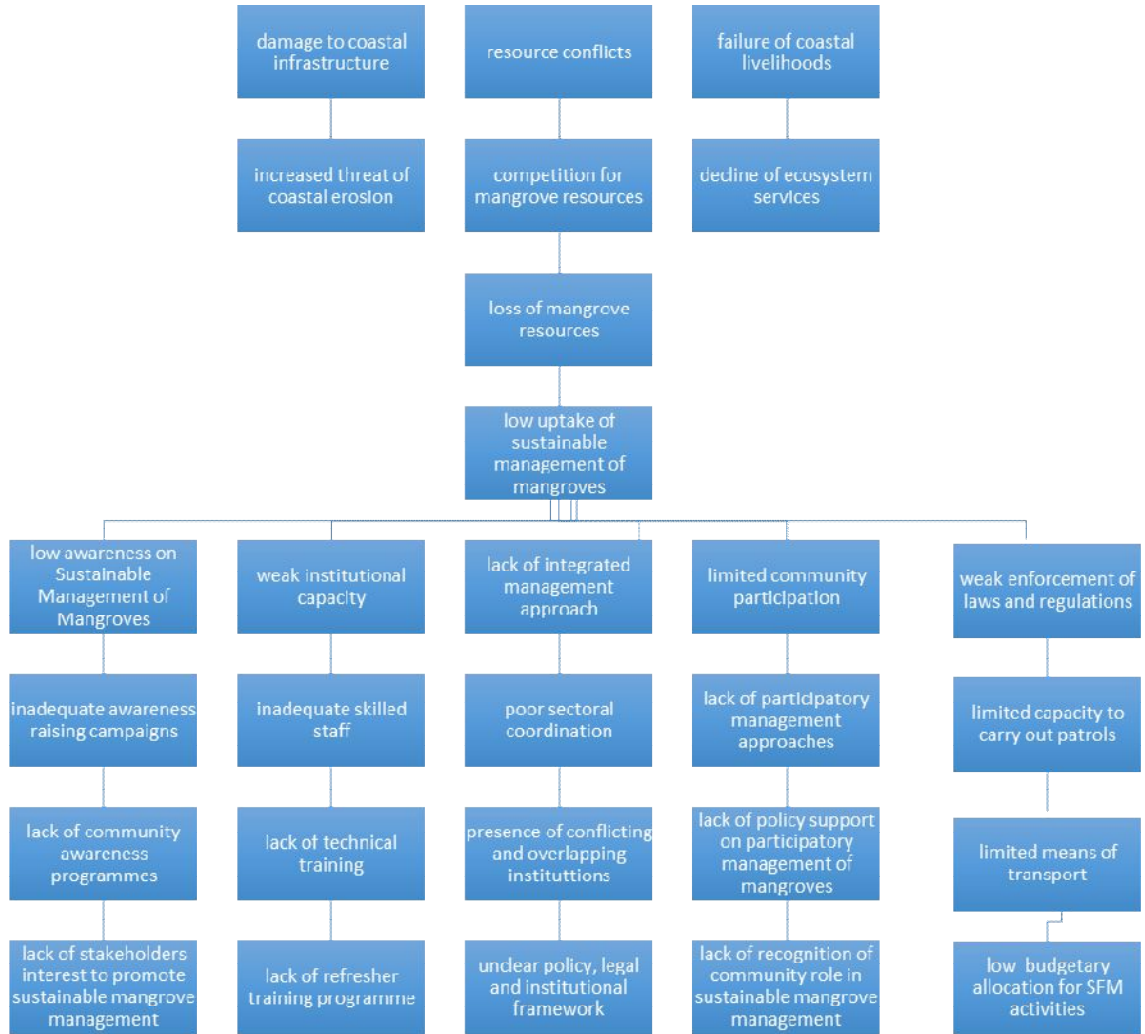 damage to coastal
infrastructure
resource conflicts
failure of coastal
livelihoods
increased threat of
coastal erosion
competition for
mangrove resources
decline of ecosystem
services
loss of mangrove
resources
low uptake of
sustainable
management of
mangroves
low awareness on
Sustainable
Management of
Mangroves
weak institutional
capacity
lack of integrated
management
approach
limited community
participation
weak enforcement of
laws and regulations
inadequate awareness
raising campaigns
inadequate skilled
staff
poor sectoral
coordination
lack of participatory
management
approaches
limited capacity to
carry out patrols
lack of community
awareness
programmes
lack of technical
training
presence of conflicting
and overlapping
instituttions
lack of policy support
on participatory
management of
mangroves
limited means of
transport
lack of stakeholders
interest to promote
sustainable mangrove
management
lack of refresher
training programme
unclear policy, legal
and institutional
framework
lack of recognition of
community role in
sustainable mangrove
management
low budgetary
allocation for SFM
activities